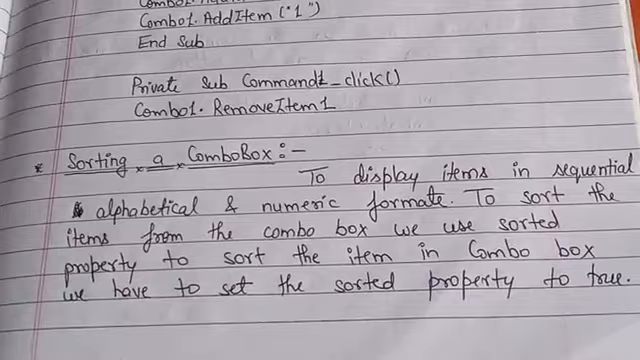 Combo1. AddItem ("1")
End Sub
Private Sub Command1_click()
Combo1. RemoveItem 1
* Sorting a ComboBox :-
To display items in sequential
alphabetical & numeric formate. To sort the
items from the combo box we use sorted
property to sort the item in Combo box
we have to set the sorted property to true.